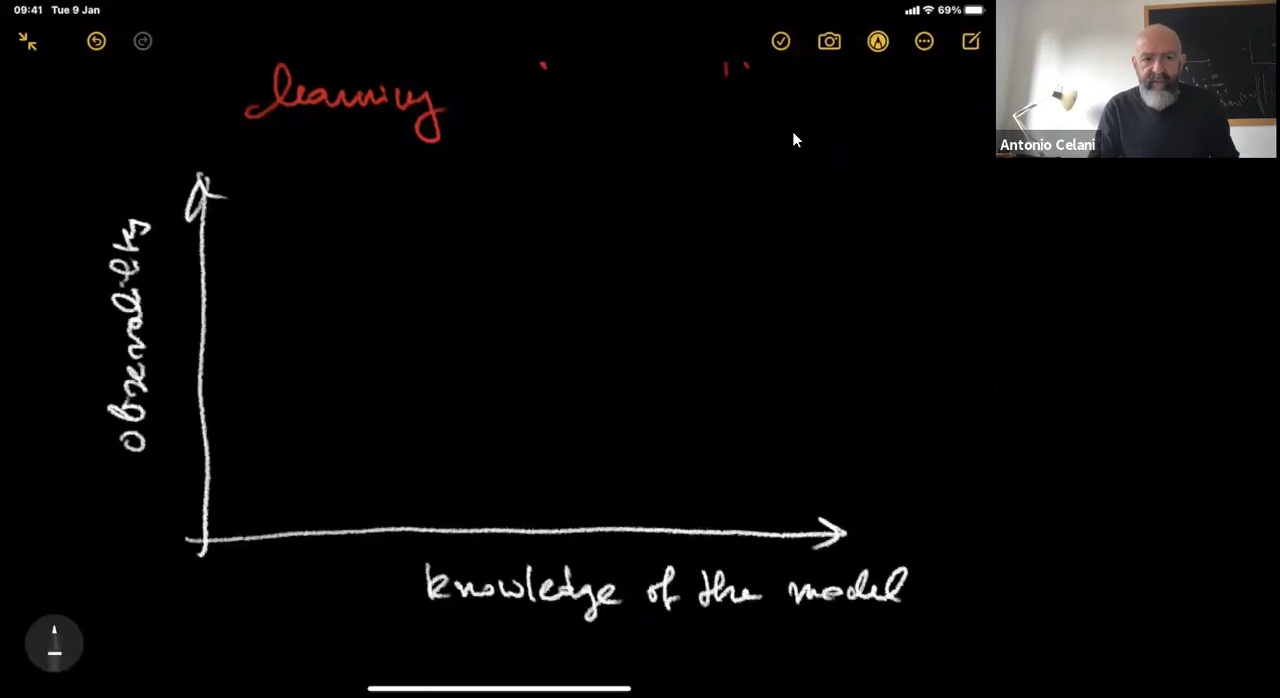 09:41 Tue 9 Jan
69%
learning
Antonio Celani
observability
knowledge of the model